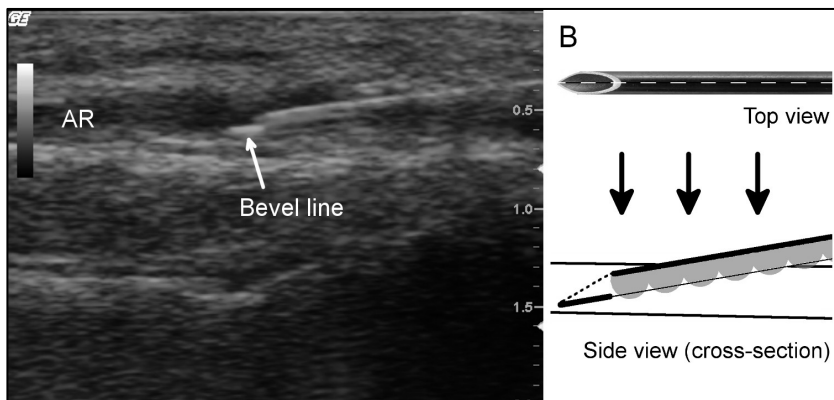 GE
AR
0.5
Bevel line
1.0
1.5
B
Top view
Side view (cross-section)